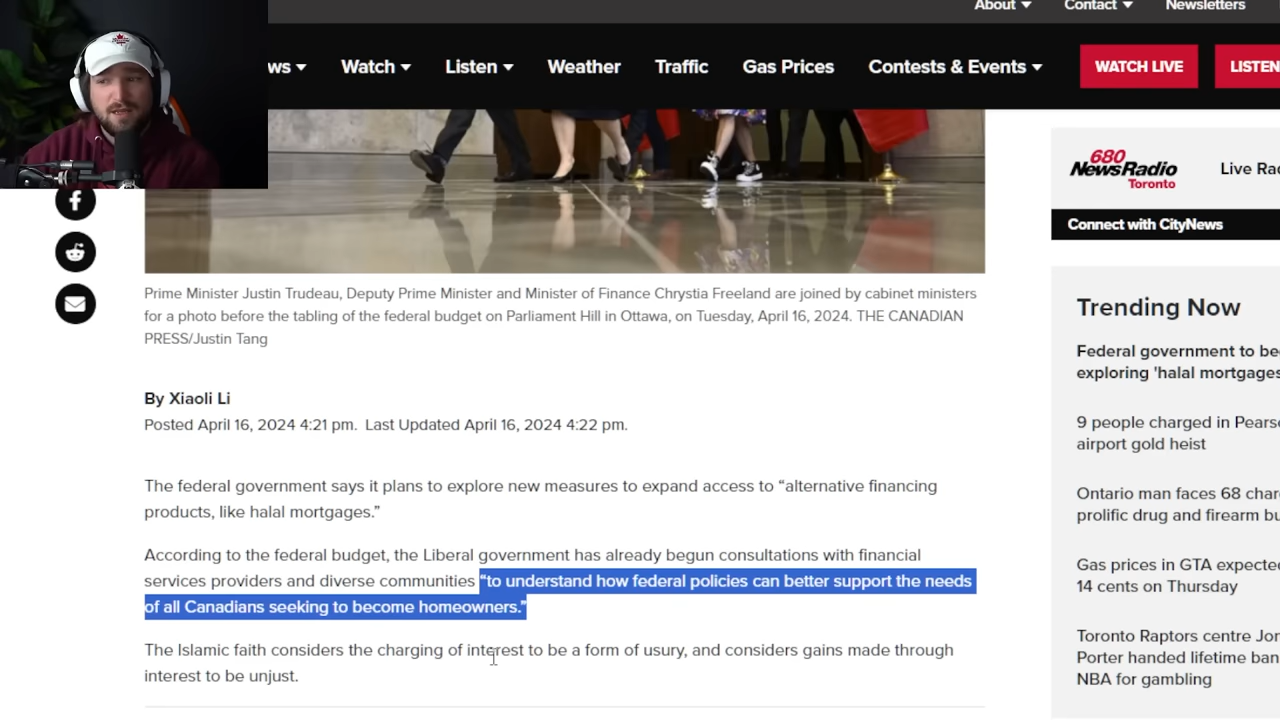 About
Contact
Newsletters
ws
Watch
Listen
Weather
Traffic
Gas Prices
Contests & Events
WATCH LIVE
LISTEN
680
NewsRadio
Toronto
Live Rad
Connect with CityNews
Prime Minister Justin Trudeau, Deputy Prime Minister and Minister of Finance Chrystia Freeland are joined by cabinet ministers
for a photo before the tabling of the federal budget on Parliament Hill in Ottawa, on Tuesday, April 16, 2024. THE CANADIAN
PRESS/Justin Tang
By Xiaoli Li
Posted April 16, 2024 4:21 pm. Last Updated April 16, 2024 4:22 pm.
The federal government says it plans to explore new measures to expand access to “alternative financing
products, like halal mortgages.”
According to the federal budget, the Liberal government has already begun consultations with financial
services providers and diverse communities “to understand how federal policies can better support the needs
of all Canadians seeking to become homeowners.”
The Islamic faith considers the charging of interest to be a form of usury, and considers gains made through
interest to be unjust.
Trending Now
Federal government to be
exploring 'halal mortgages
9 people charged in Pears
airport gold heist
Ontario man faces 68 char
prolific drug and firearm bu
Gas prices in GTA expecte
14 cents on Thursday
Toronto Raptors centre Jon
Porter handed lifetime ban
NBA for gambling